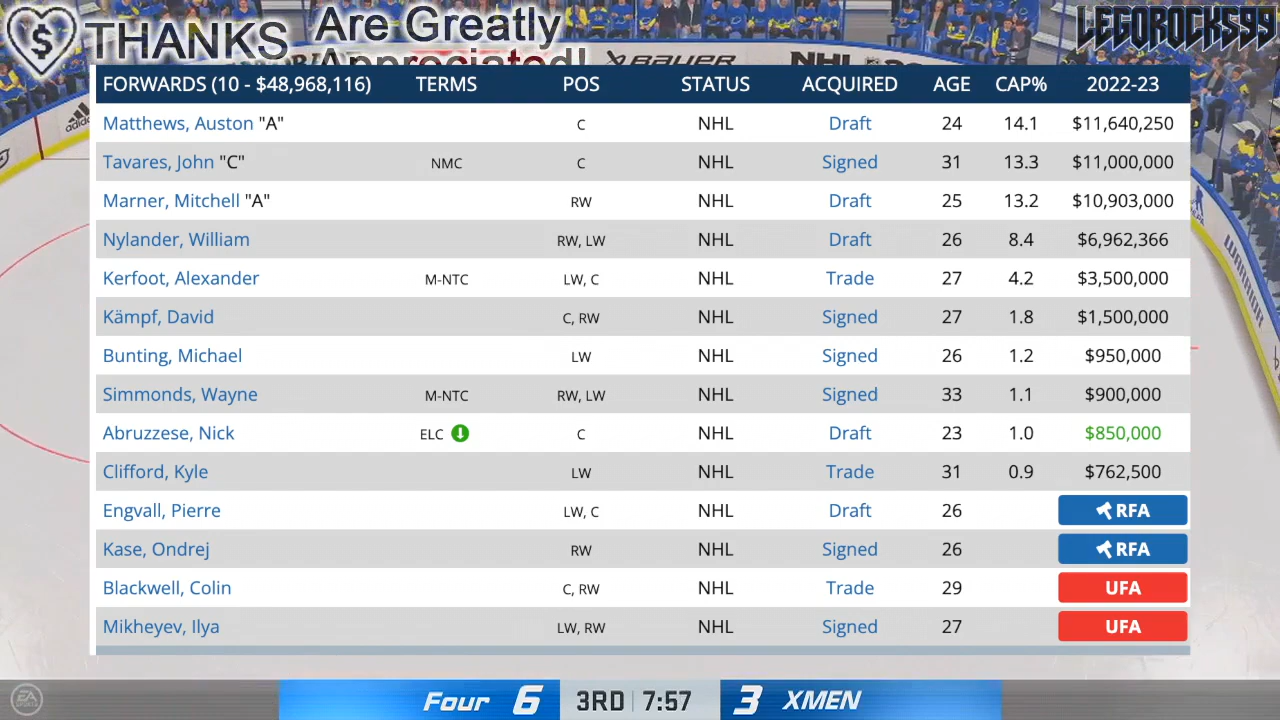 THANKS Are Greatly Appreciated!
LEGOROCKS99
BAUER
adidas
WARRIOR
FORWARDS (10 - $48,968,116) TERMS POS STATUS ACQUIRED AGE CAP% 2022-23
Matthews, Auston "A" C NHL Draft 24 14.1 $11,640,250
Tavares, John "C" NMC C NHL Signed 31 13.3 $11,000,000
Marner, Mitchell "A" RW NHL Draft 25 13.2 $10,903,000
Nylander, William RW, LW NHL Draft 26 8.4 $6,962,366
Kerfoot, Alexander M-NTC LW, C NHL Trade 27 4.2 $3,500,000
Kämpf, David C, RW NHL Signed 27 1.8 $1,500,000
Bunting, Michael LW NHL Signed 26 1.2 $950,000
Simmonds, Wayne M-NTC RW, LW NHL Signed 33 1.1 $900,000
Abruzzese, Nick ELC C NHL Draft 23 1.0 $850,000
Clifford, Kyle LW NHL Trade 31 0.9 $762,500
Engvall, Pierre LW, C NHL Draft 26 RFA
Kase, Ondrej RW NHL Signed 26 RFA
Blackwell, Colin C, RW NHL Trade 29 UFA
Mikheyev, Ilya LW, RW NHL Signed 27 UFA
EA SPORTS
Four 6 3RD 7:57 3 XMEN